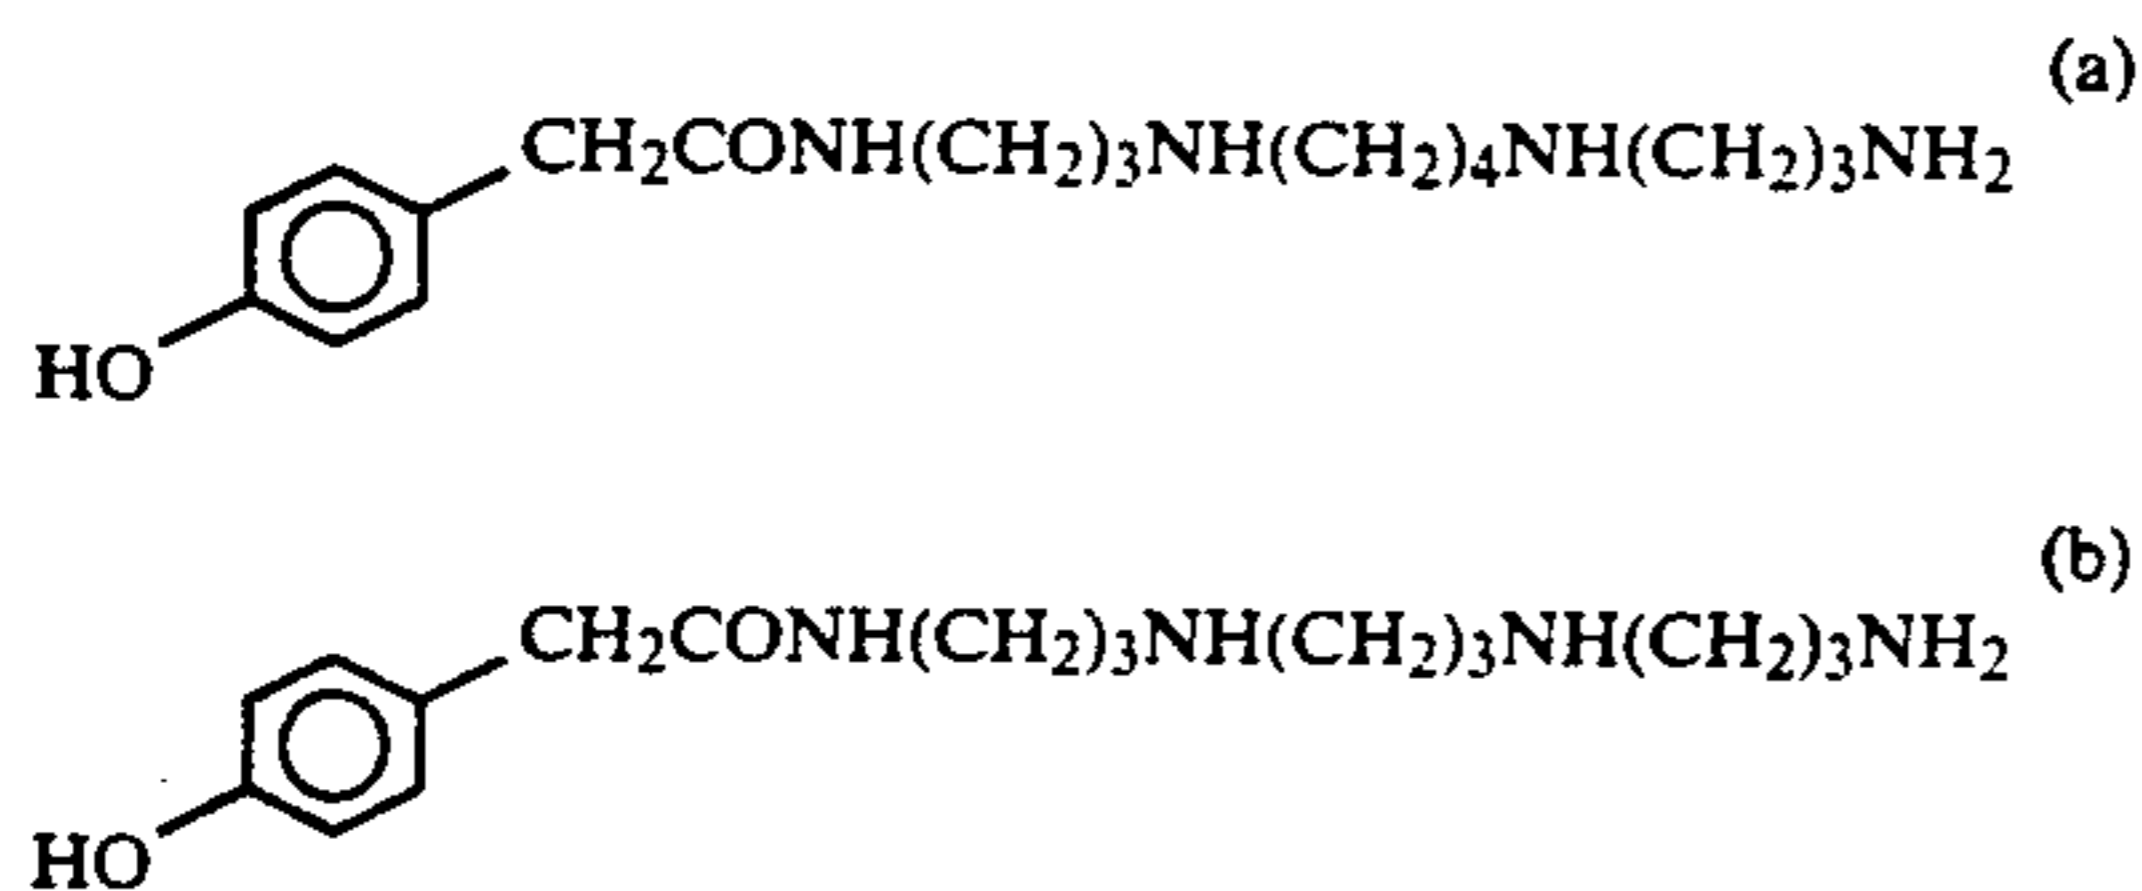 (a)
CH₂CONH(CH₂)₃NH(CH₂)₄NH(CH₂)₃NH₂
HO
(b)
CH₂CONH(CH₂)₃NH(CH₂)₃NH(CH₂)₃NH₂
HO